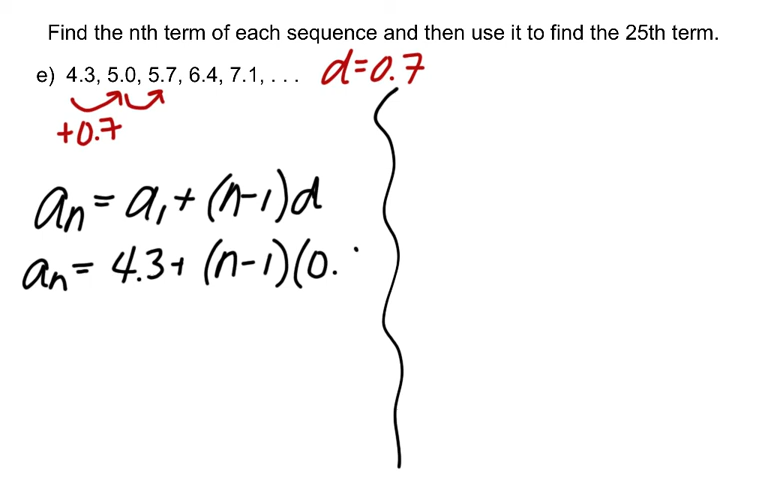 Find the nth term of each sequence and then use it to find the 25th term.
e) 4.3, 5.0, 5.7, 6.4, 7.1, . . . d=0.7
+0.7
aₙ = a₁ + (n-1)d
aₙ = 4.3 + (n-1)(0.